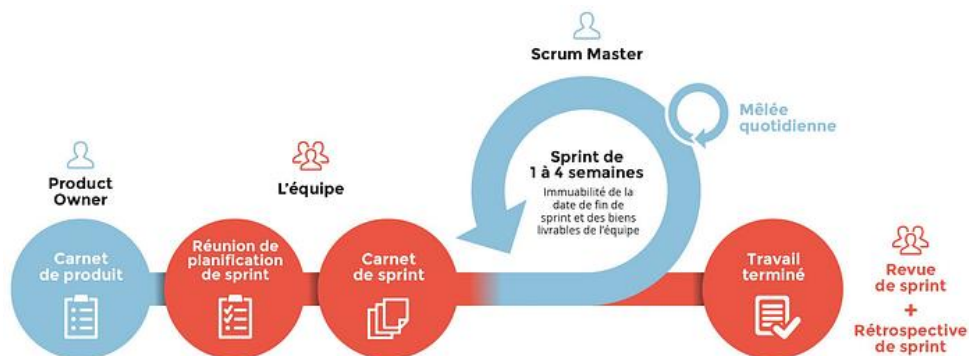 Scrum Master
Mêlée
quotidienne
Sprint de
1 à 4 semaines
Immuabilité de la
date de fin de
sprint et des biens
livrables de l'équipe
Product
Owner
L'équipe
Carnet
de produit
Réunion de
planification
de sprint
Carnet
de sprint
Travail
terminé
Revue
de sprint
+
Rétrospective
de sprint